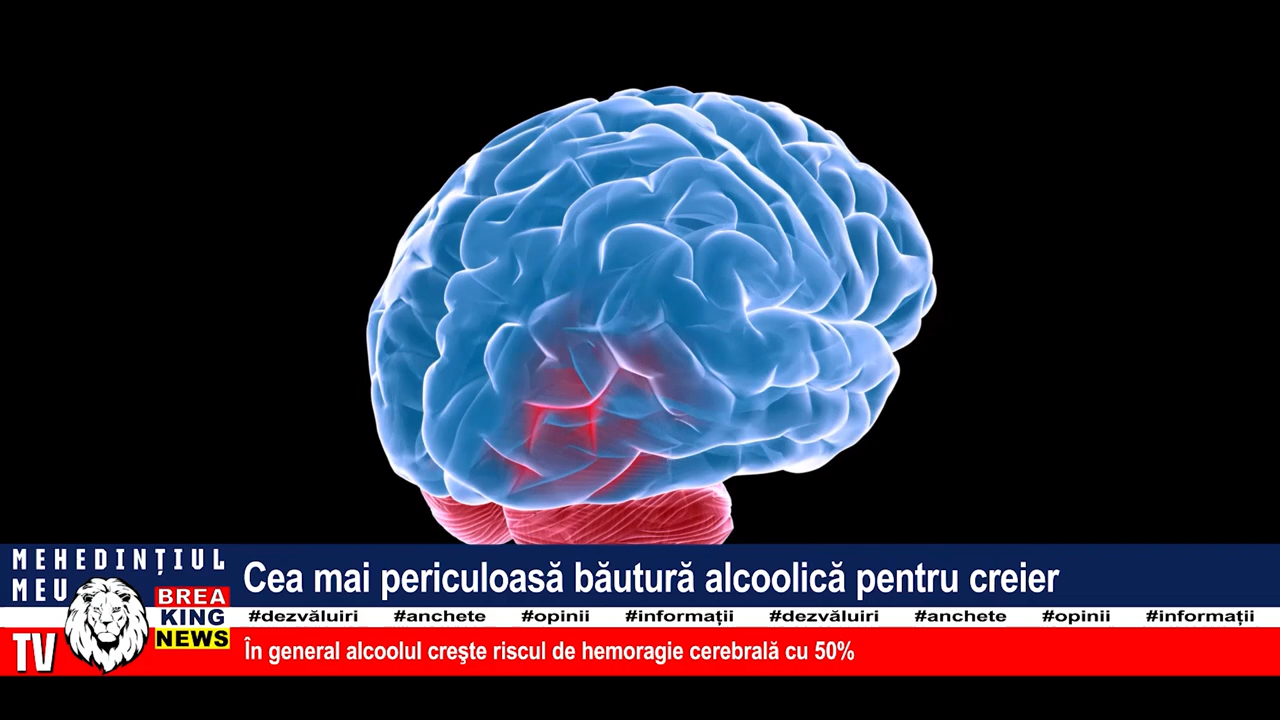 MEHEDINȚIUL
MEU
TV
BREA
KING
NEWS
Cea mai periculoasă băutură alcoolică pentru creier
#dezvăluiri #anchete #opinii #informații #dezvăluiri #anchete #opinii #informații
În general alcoolul creşte riscul de hemoragie cerebrală cu 50%